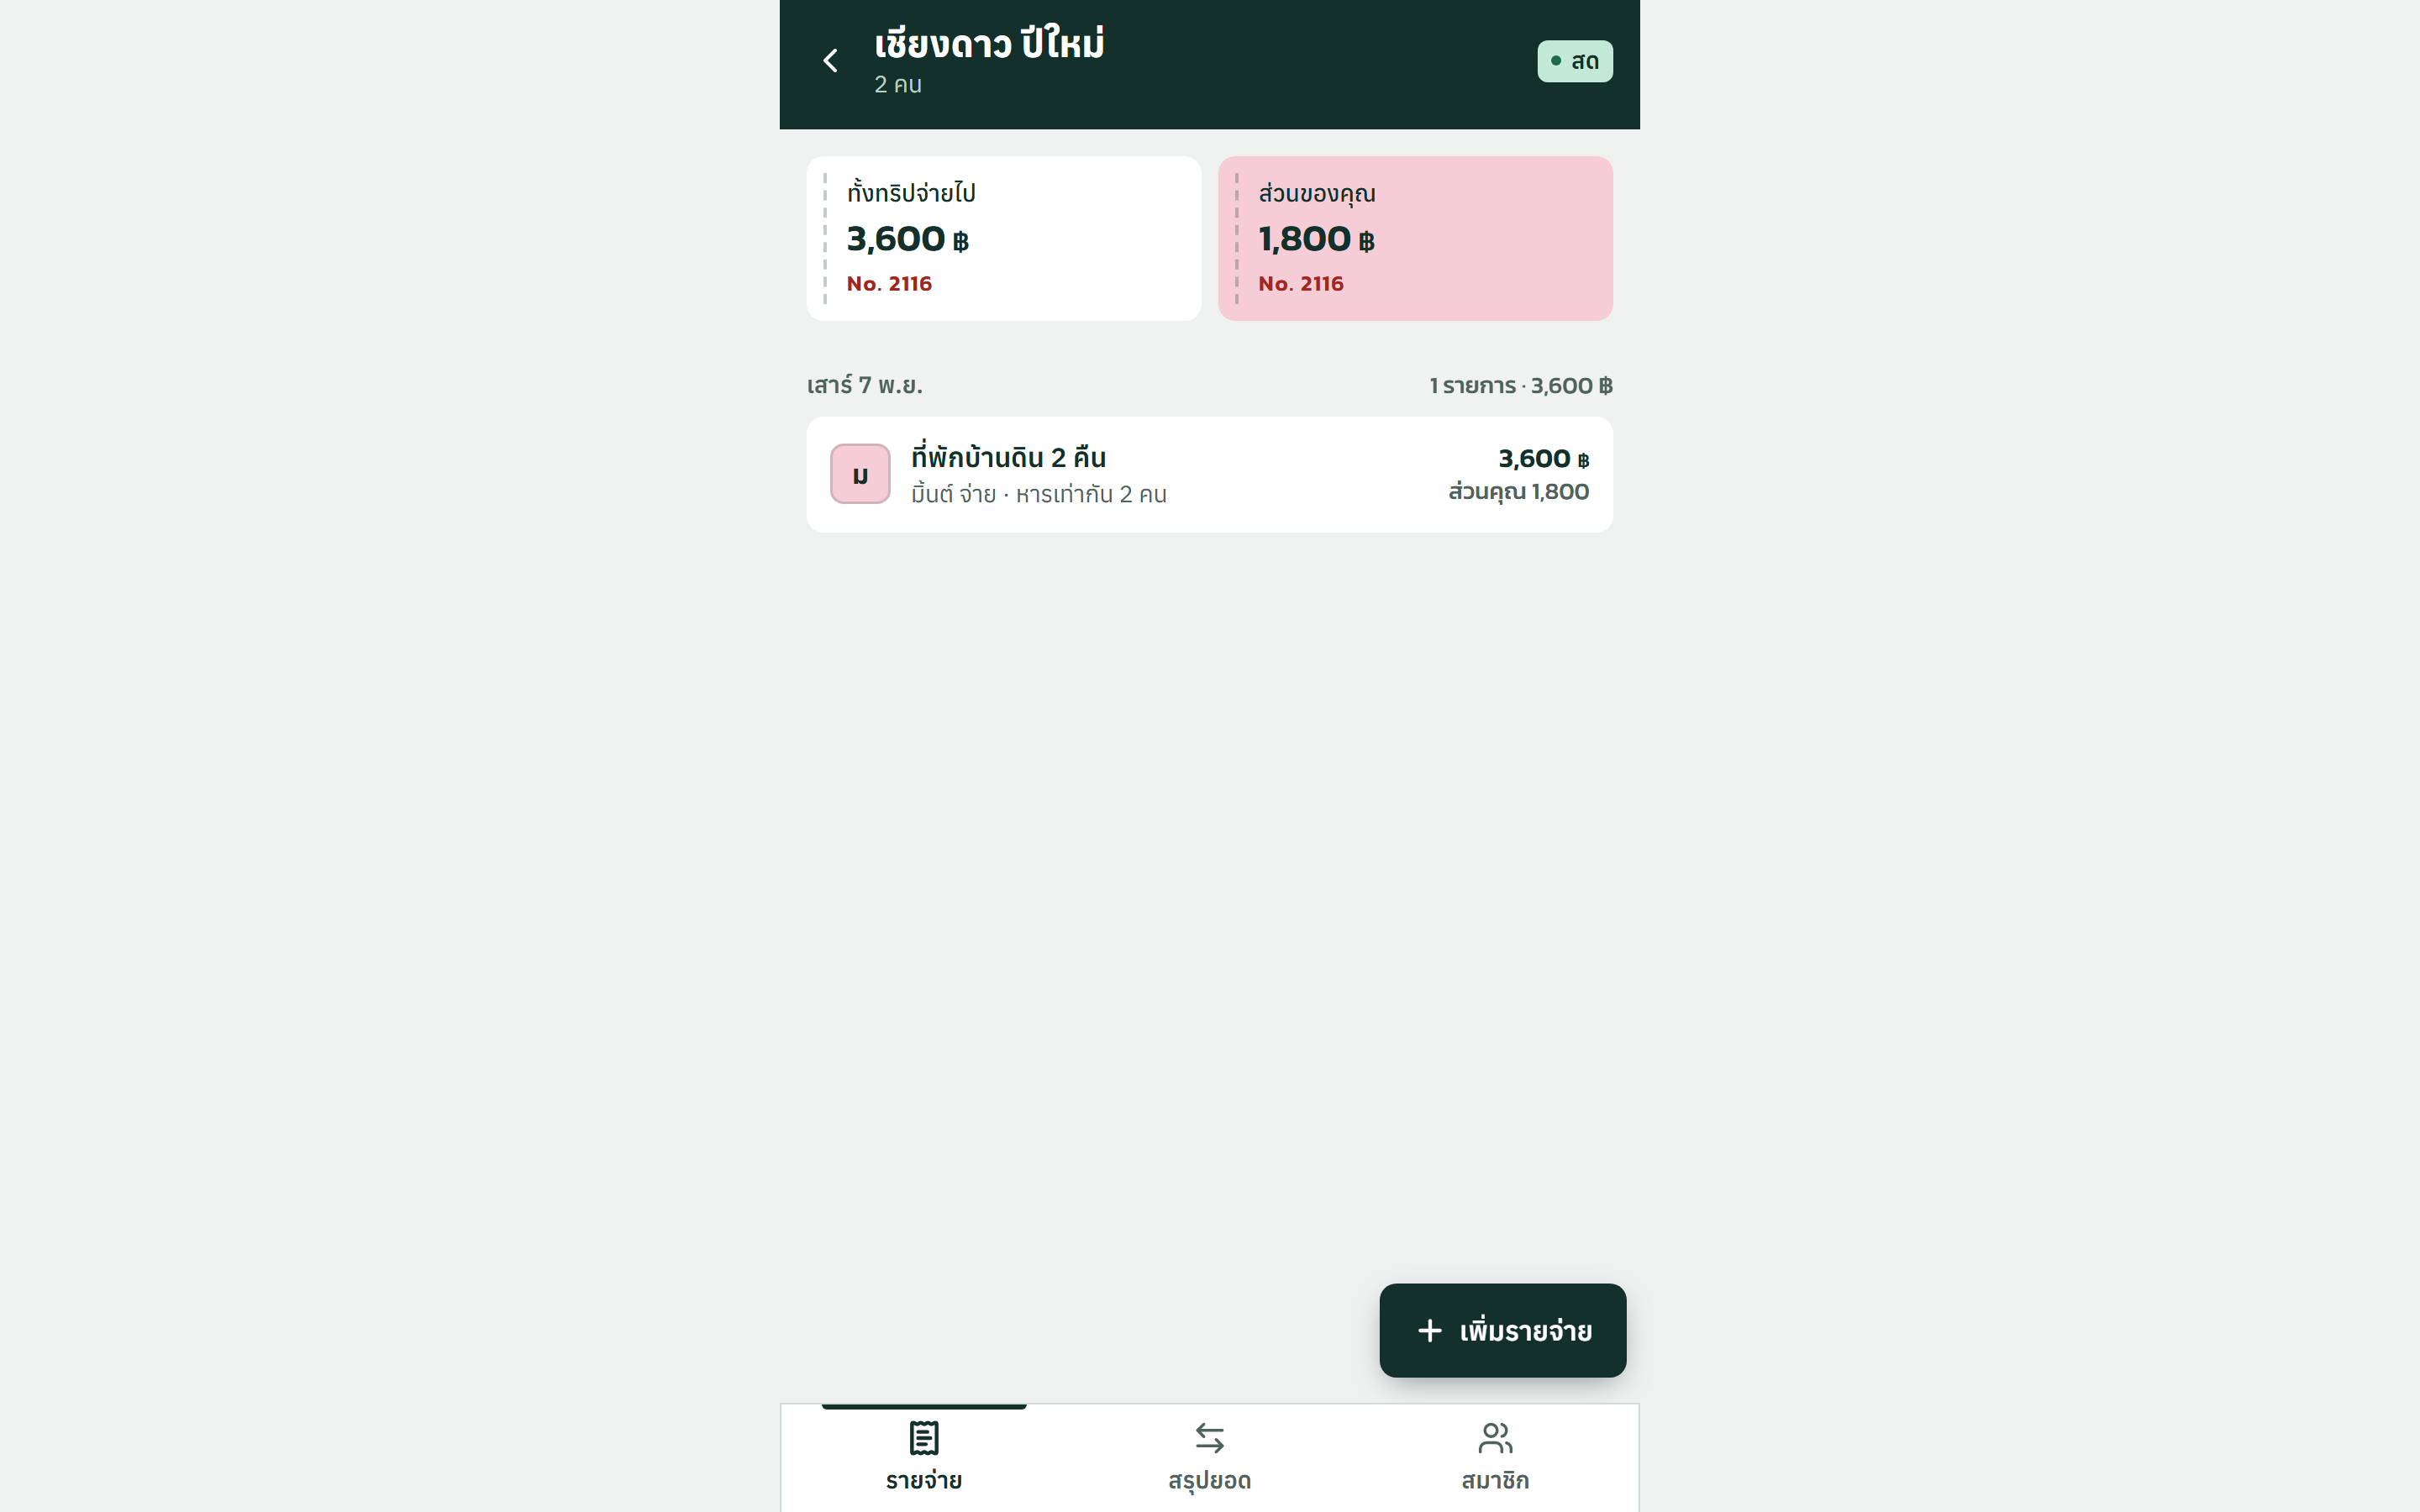 เชียงดาว ปีใหม่
2 คน
สด
ทั้งทริปจ่ายไป
3,600 ฿
No. 2116
ส่วนของคุณ
1,800 ฿
No. 2116
เสาร์ 7 พ.ย.
1 รายการ · 3,600 ฿
ม
ที่พักบ้านดิน 2 คืน
มิ้นต์ จ่าย · หารเท่ากัน 2 คน
3,600 ฿
ส่วนคุณ 1,800
เพิ่มรายจ่าย
รายจ่าย
สรุปยอด
สมาชิก